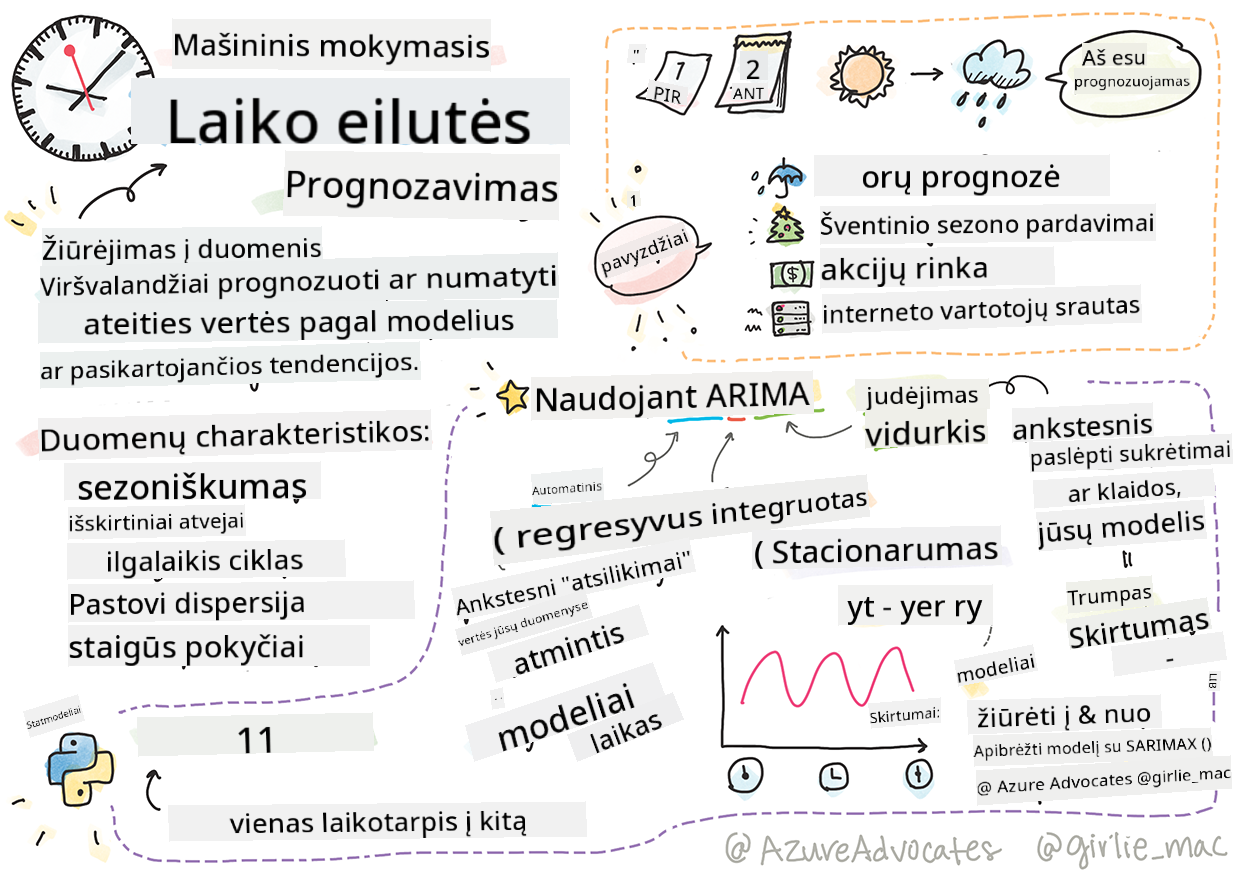 Mašininis mokymasis
Laiko eilutės
Prognozavimas
Žiūrėjimas į duomenis
Viršvalandžiai prognozuoti ar numatyti
ateities vertės pagal modelius
ar pasikartojančios tendencijos.
"
1
PIR
2
ANT
Aš esu
prognozuojamas
1
pavyzdžiai
orų prognozė
Šventinio sezono pardavimai
akcijų rinka
interneto vartotojų srautas
Duomenų charakteristikos:
sezoniškumas
išskirtiniai atvejai
ilgalaikis ciklas
Pastovi dispersija
staigūs pokyčiai
Naudojant ARIMA
judėjimas
vidurkis
ankstesnis
paslėpti sukrėtimai
ar klaidos,
jūsų modelis
Automatinis
( regresyvus integruotas
Ankstesni "atsilikimai"
vertės jūsų duomenyse
atmintis
modeliai
laikas
( Stacionarumas
yt - yer ry
Trumpas
Skirtumas
-
modeliai
LIB
Skirtumai:
žiūrėti į & nuo
Apibrėžti modelį su SARIMAX ()
@ Azure Advocates @girlie_mac
Statmodeliai
11
vienas laikotarpis į kitą
@AzureAdvocates @girlie_mac